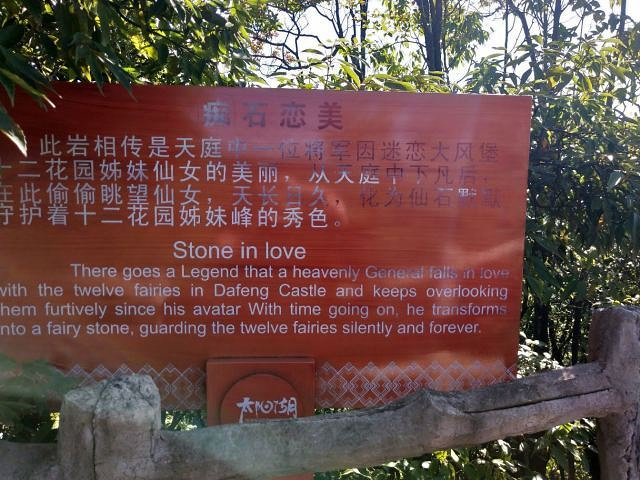 痴石恋美
此岩相传是天庭中一位将军因迷恋大风堡
十二花园姊妹仙女的美丽，从天庭中下凡后，
在此偷偷眺望仙女，天长日久，化为仙石野默
守护着十二花园姊妹峰的秀色。
Stone in love
There goes a Legend that a heavenly General falls in love
with the twelve fairies in Dafeng Castle and keeps overlooking
them furtively since his avatar With time going on, he transforms
into a fairy stone, guarding the twelve fairies silently and forever.
太阳湖